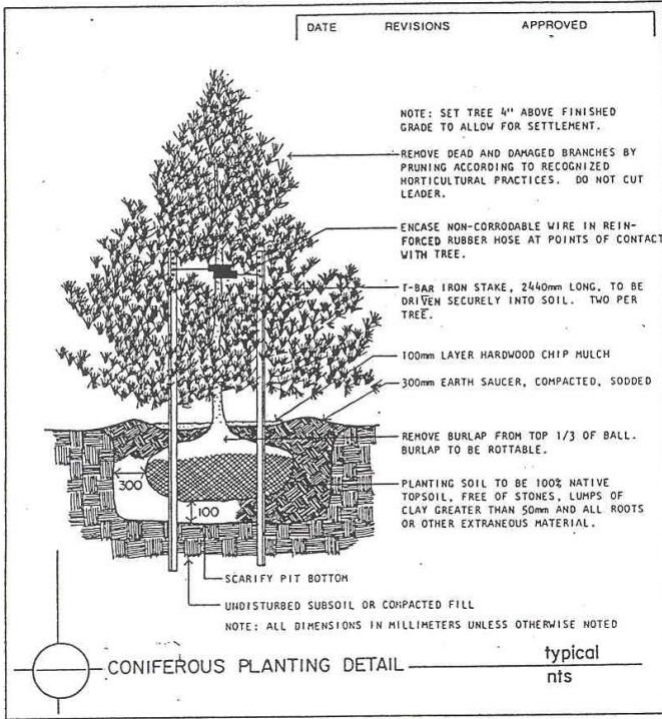 DATE REVISIONS APPROVED
NOTE: SET TREE 4" ABOVE FINISHED
GRADE TO ALLOW FOR SETTLEMENT.
REMOVE DEAD AND DAMAGED BRANCHES BY
PRUNING ACCORDING TO RECOGNIZED
HORTICULTURAL PRACTICES. DO NOT CUT
LEADER.
ENCASE NON-CORRODABLE WIRE IN REIN-
FORCED RUBBER HOSE AT POINTS OF CONTACT
WITH TREE.
T-BAR IRON STAKE, 2440mm LONG, TO BE
DRIVEN SECURELY INTO SOIL. TWO PER
TREE.
100mm LAYER HARDWOOD CHIP MULCH
300mm EARTH SAUCER, COMPACTED, SODDED
REMOVE BURLAP FROM TOP 1/3 OF BALL.
BURLAP TO BE ROTTABLE.
PLANTING SOIL TO BE 100% NATIVE
TOPSOIL, FREE OF STONES, LUMPS OF
CLAY GREATER THAN 50mm AND ALL ROOTS
OR OTHER EXTRANEOUS MATERIAL.
300
100
SCARIFY PIT BOTTOM
UNDISTURBED SUBSOIL OR COMPACTED FILL
NOTE: ALL DIMENSIONS IN MILLIMETERS UNLESS OTHERWISE NOTED
CONIFEROUS PLANTING DETAIL
typical
nts